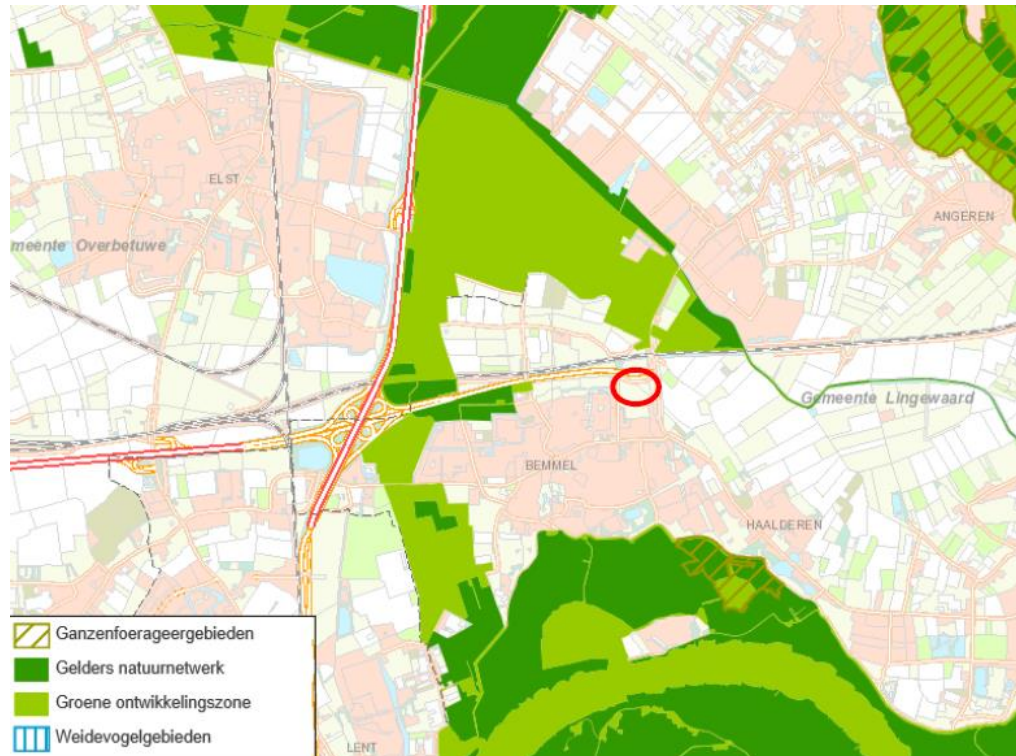 ELST
ANGEREN
meente Overbetuwe
Gemeente Lingewaard
BEMMEL
HAALDEREN
Ganzenfoerageergebieden
Gelders natuurnetwerk
Groene ontwikkelingszone
Weidevogelgebieden
LENT